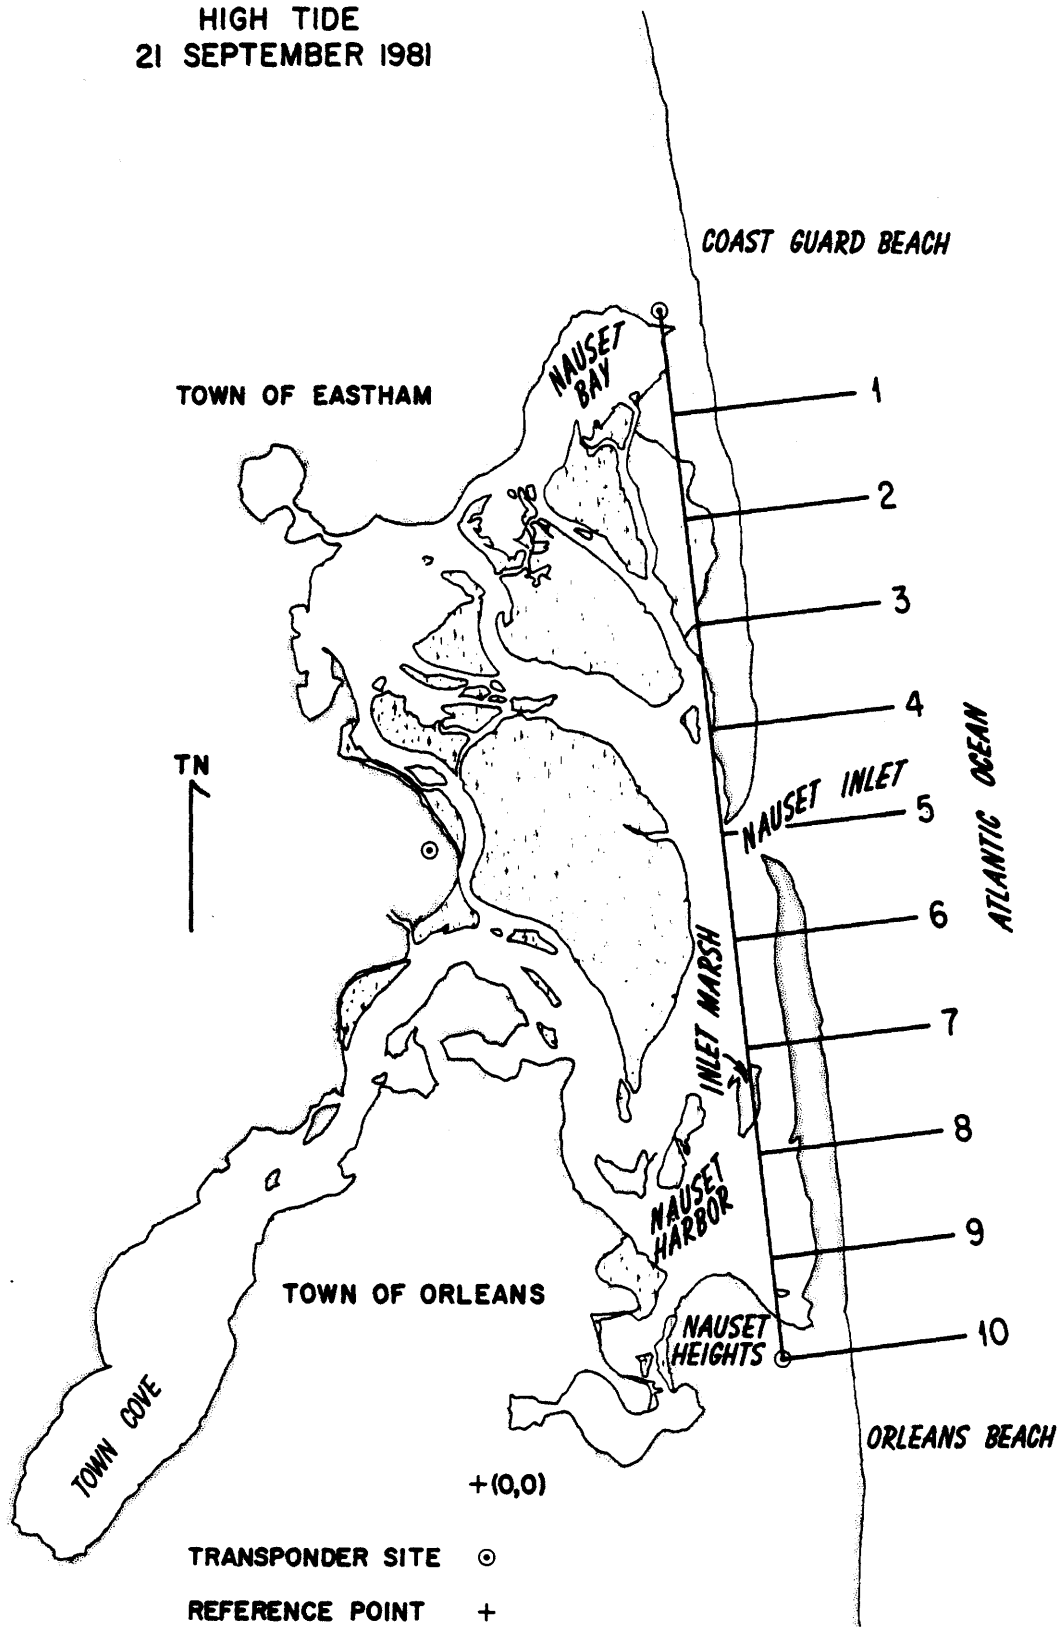 HIGH TIDE
21 SEPTEMBER 1981
COAST GUARD BEACH
NAUSET
BAY
TOWN OF EASTHAM
1
2
3
4
ATLANTIC OCEAN
TN
NAUSET INLET
5
6
INLET MARSH
7
8
NAUSET
HARBOR
9
TOWN OF ORLEANS
NAUSET
HEIGHTS
10
TOWN COVE
ORLEANS BEACH
+(0,0)
TRANSPONDER SITE ⊙
REFERENCE POINT +